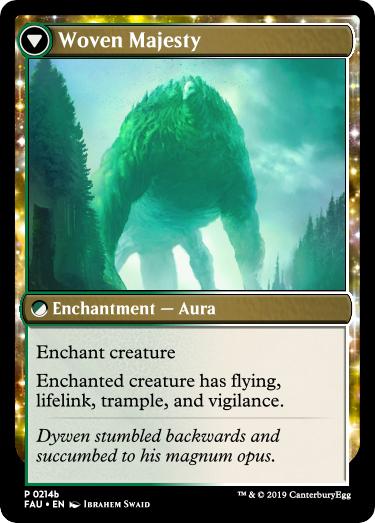 Woven Majesty
Enchantment — Aura
Enchant creature
Enchanted creature has flying,
lifelink, trample, and vigilance.
Dywen stumbled backwards and
succumbed to his magnum opus.
P 0214b
FAU • EN Ibrahem Swaid
™ & © 2019 CanterburyEgg